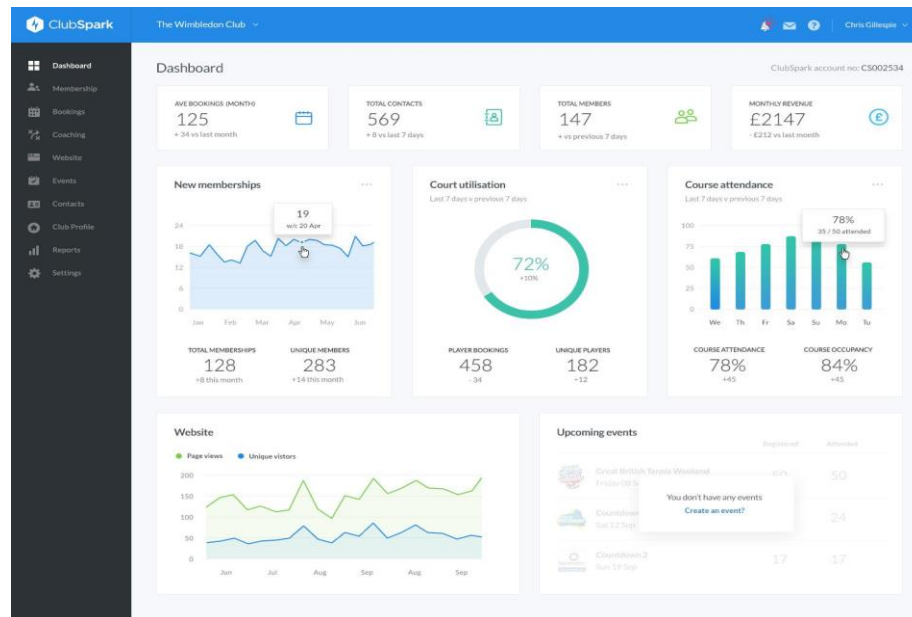 ClubSpark
The Wimbledon Club
Chris Gillespie
Dashboard
Membership
Bookings
Coaching
Website
Events
Contacts
Club Profile
Reports
Settings
Dashboard
ClubSpark account no: CS002534
AVE BOOKINGS (MONTH)
125
+ 34 vs last month
TOTAL CONTACTS
569
+ 8 vs last 7 days
TOTAL MEMBERS
147
+ vs previous 7 days
MONTHLY REVENUE
£2147
- £212 vs last month
New memberships
19
w/c 20 Apr
24
18
12
6
0
Jan Feb Mar Apr May Jun
TOTAL MEMBERSHIPS
128
+8 this month
UNIQUE MEMBERS
283
+14 this month
Court utilisation
Last 7 days v previous 7 days
72%
+10%
PLAYER BOOKINGS
458
- 34
UNIQUE PLAYERS
182
+12
Course attendance
Last 7 days v previous 7 days
78%
35 / 50 attended
100
75
50
25
0
We Th Fr Sa Su Mo Tu
COURSE ATTENDANCE
78%
+45
COURSE OCCUPANCY
84%
+45
Website
Page views
Unique vistors
200
150
100
50
0
Jun Jul Aug Sep Aug Sep
Upcoming events
Registered Attended
Great British Tennis Weekend
Friday 08 S
50 50
You don't have any events
Create an event?
Countdown
Sat 12 Sep
24
Countdown 2
Sun 19 Sep
17 17